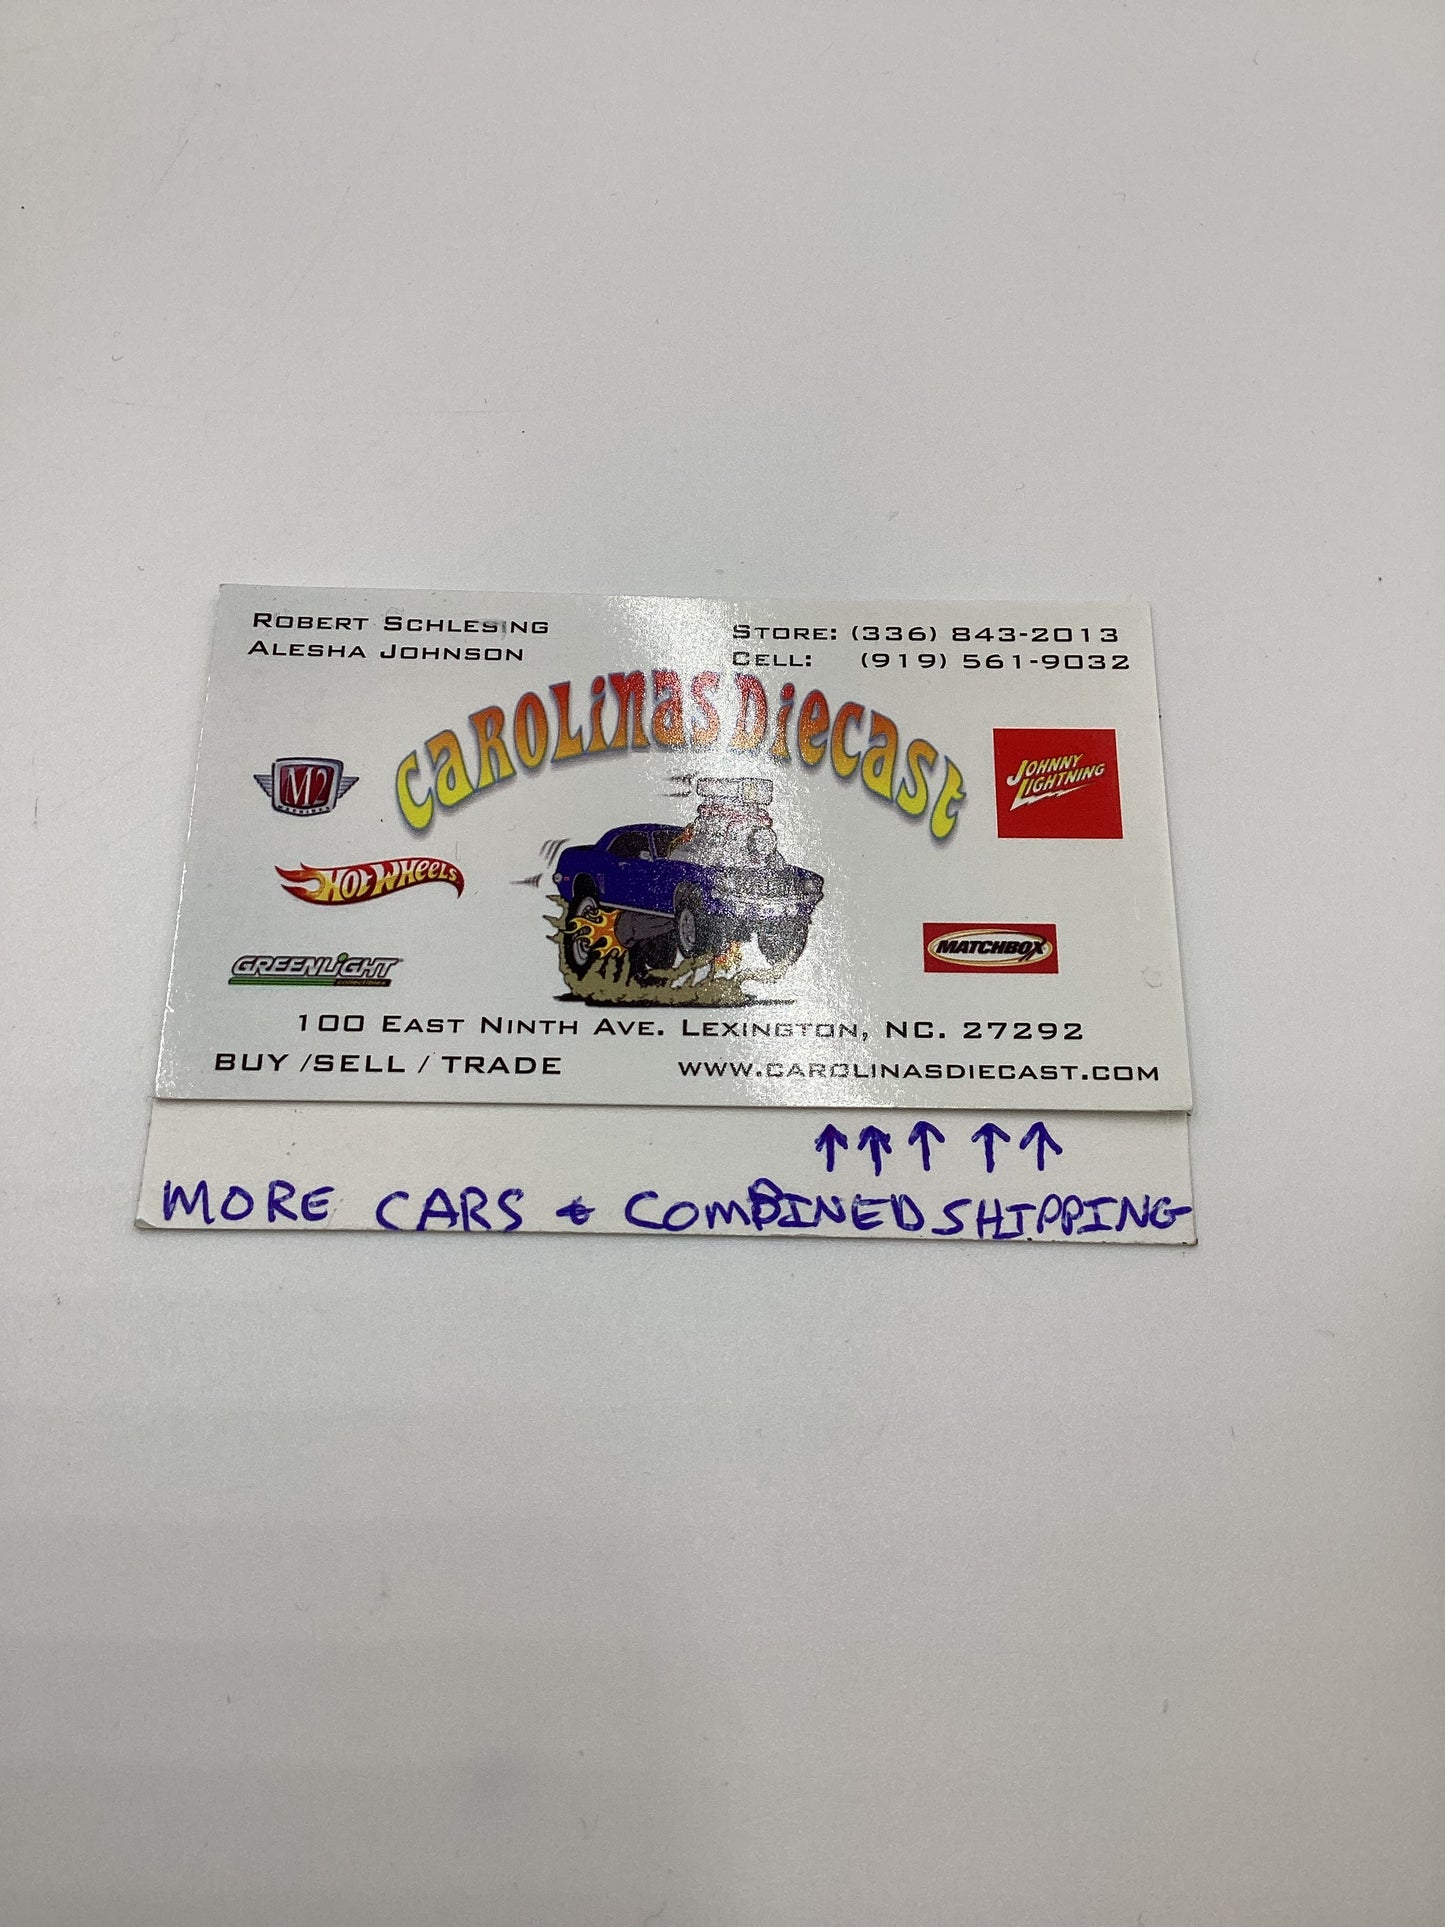 ROBERT SCHLESING
ALESHA JOHNSON
STORE: (336) 843-2013
CELL: (919) 561-9032
CAROLINAS DIECAST
M2
MACHINES
JOHNNY
LIGHTNING
HOT WHEELS
MATCHBOX
GREENLIGHT
collectibles
100 EAST NINTH AVE. LEXINGTON, NC. 27292
BUY /SELL / TRADE
WWW.CAROLINASDIECAST.COM
↑↑↑↑↑
MORE CARS & COMBINED SHIPPING